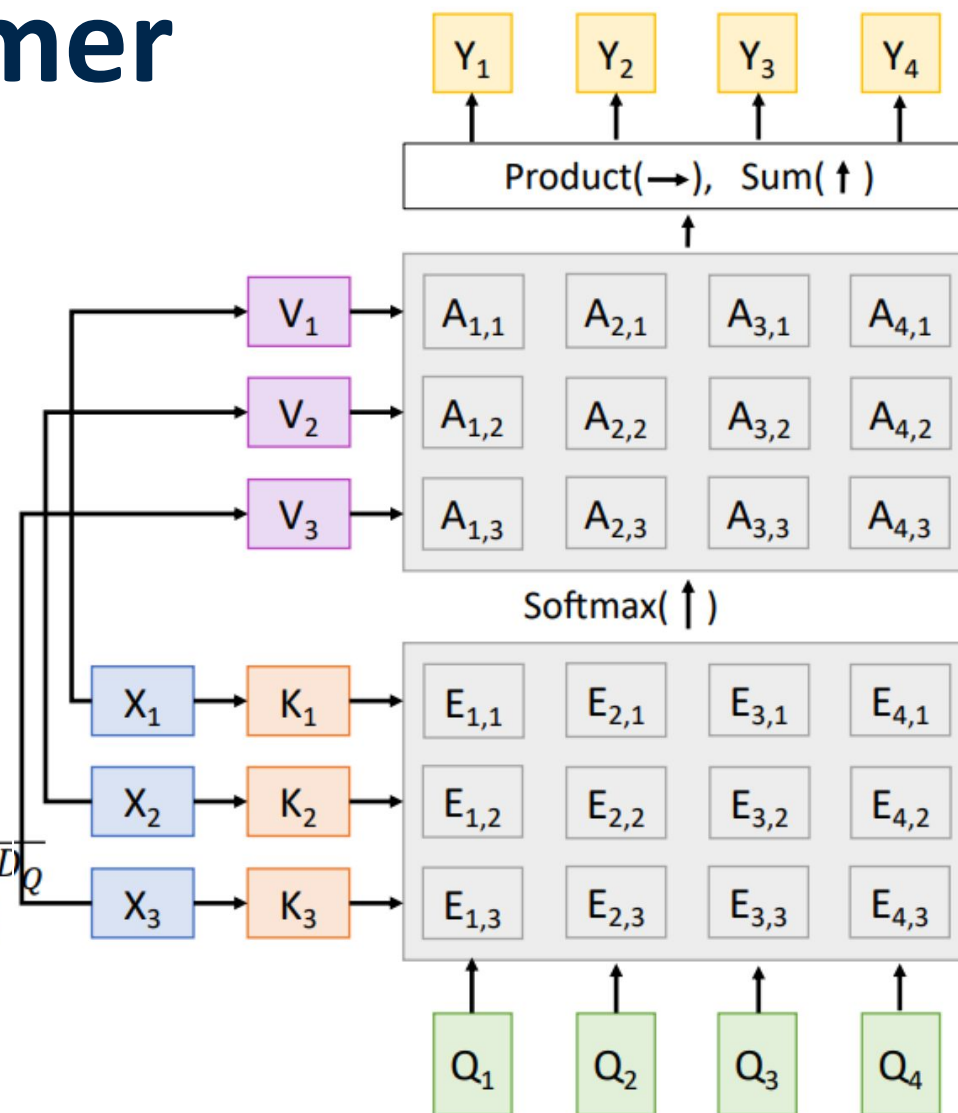 mer
Y₁ Y₂ Y₃ Y₄
Product(→), Sum(↑)
V₁ A₁,₁ A₂,₁ A₃,₁ A₄,₁
V₂ A₁,₂ A₂,₂ A₃,₂ A₄,₂
V₃ A₁,₃ A₂,₃ A₃,₃ A₄,₃
Softmax(↑)
X₁ K₁ E₁,₁ E₂,₁ E₃,₁ E₄,₁
X₂ K₂ E₁,₂ E₂,₂ E₃,₂ E₄,₂
D_Q
X₃ K₃ E₁,₃ E₂,₃ E₃,₃ E₄,₃
Q₁ Q₂ Q₃ Q₄